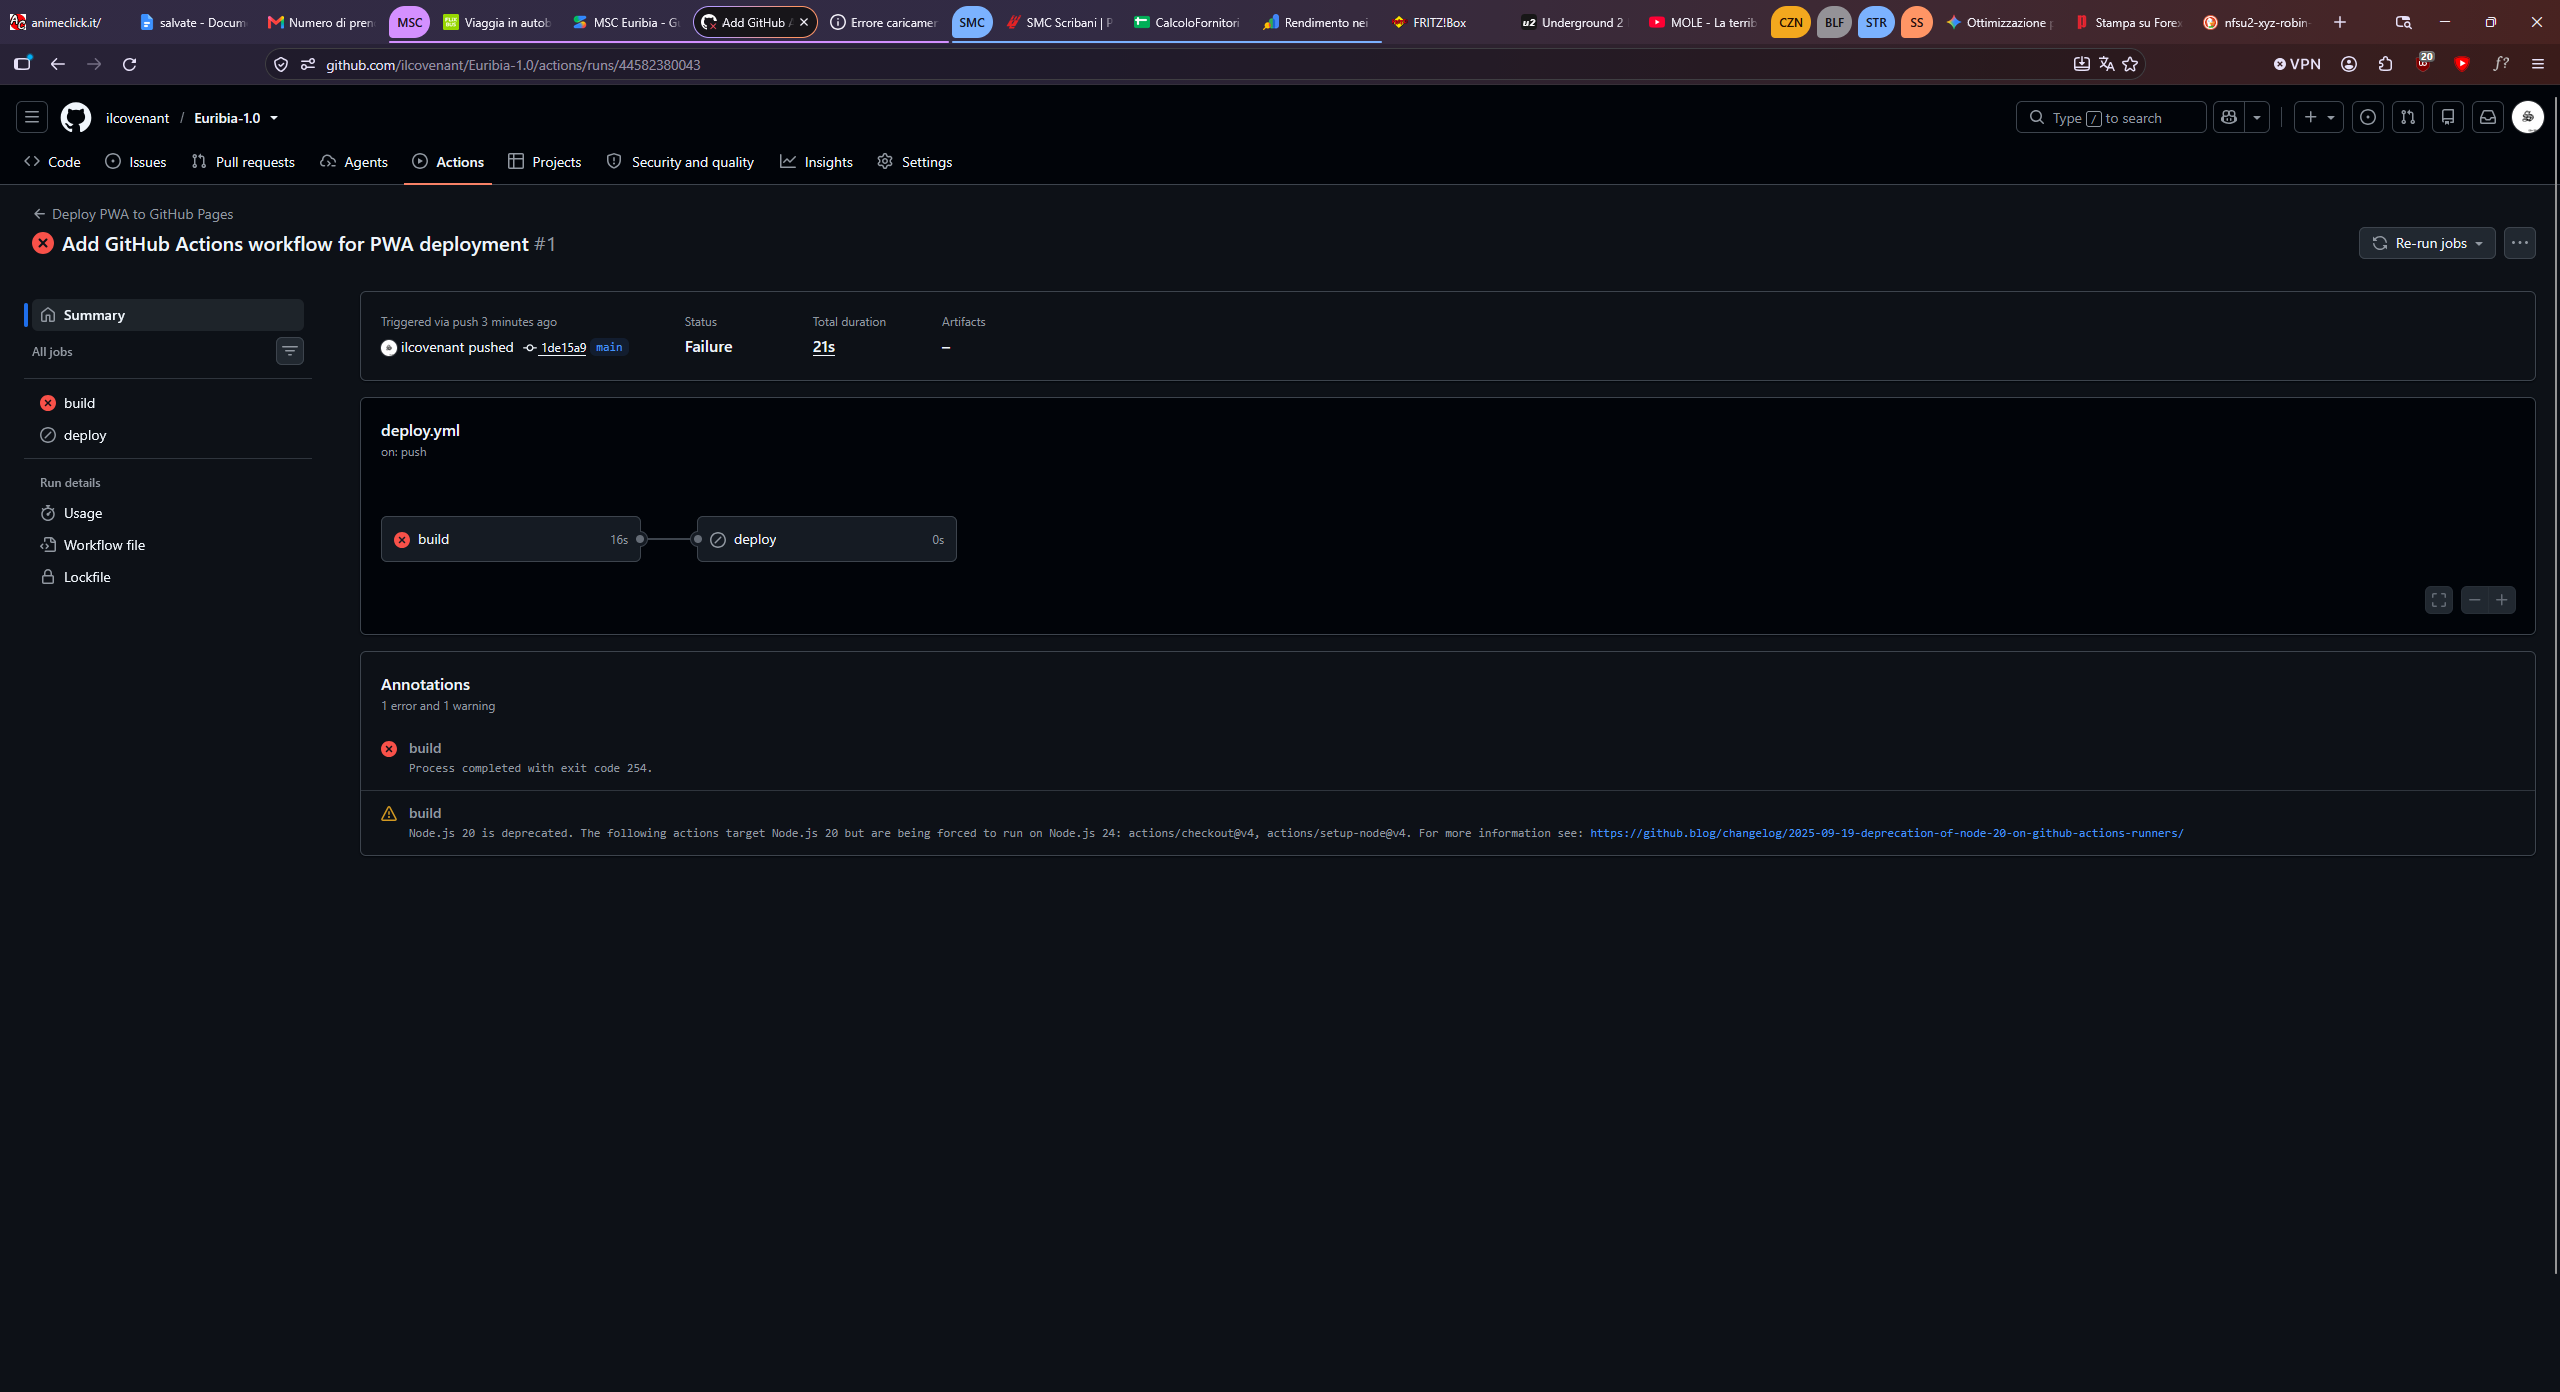 animeclick.it/ salvate - Docum Numero di pren MSC Viaggia in autob MSC Euribia - Gu Add GitHub A Errore caricamer SMC SMC Scribani | P CalcoloFornitori Rendimento nei FRITZ!Box Underground 2 MOLE - La terrib CZN BLF STR SS Ottimizzazione p Stampa su Forex nfsu2-xyz-robin-
github.com/ilcovenant/Euribia-1.0/actions/runs/44582380043 VPN 20 f?
ilcovenant / Euribia-1.0 Type / to search
Code Issues Pull requests Agents Actions Projects Security and quality Insights Settings
Deploy PWA to GitHub Pages
Add GitHub Actions workflow for PWA deployment #1 Re-run jobs
Summary
All jobs
build
deploy
Run details
Usage
Workflow file
Lockfile
Triggered via push 3 minutes ago Status Total duration Artifacts
ilcovenant pushed 1de15a9 main Failure 21s –
deploy.yml
on: push
build 16s deploy 0s
Annotations
1 error and 1 warning
build
Process completed with exit code 254.
build
Node.js 20 is deprecated. The following actions target Node.js 20 but are being forced to run on Node.js 24: actions/checkout@v4, actions/setup-node@v4. For more information see: https://github.blog/changelog/2025-09-19-deprecation-of-node-20-on-github-actions-runners/